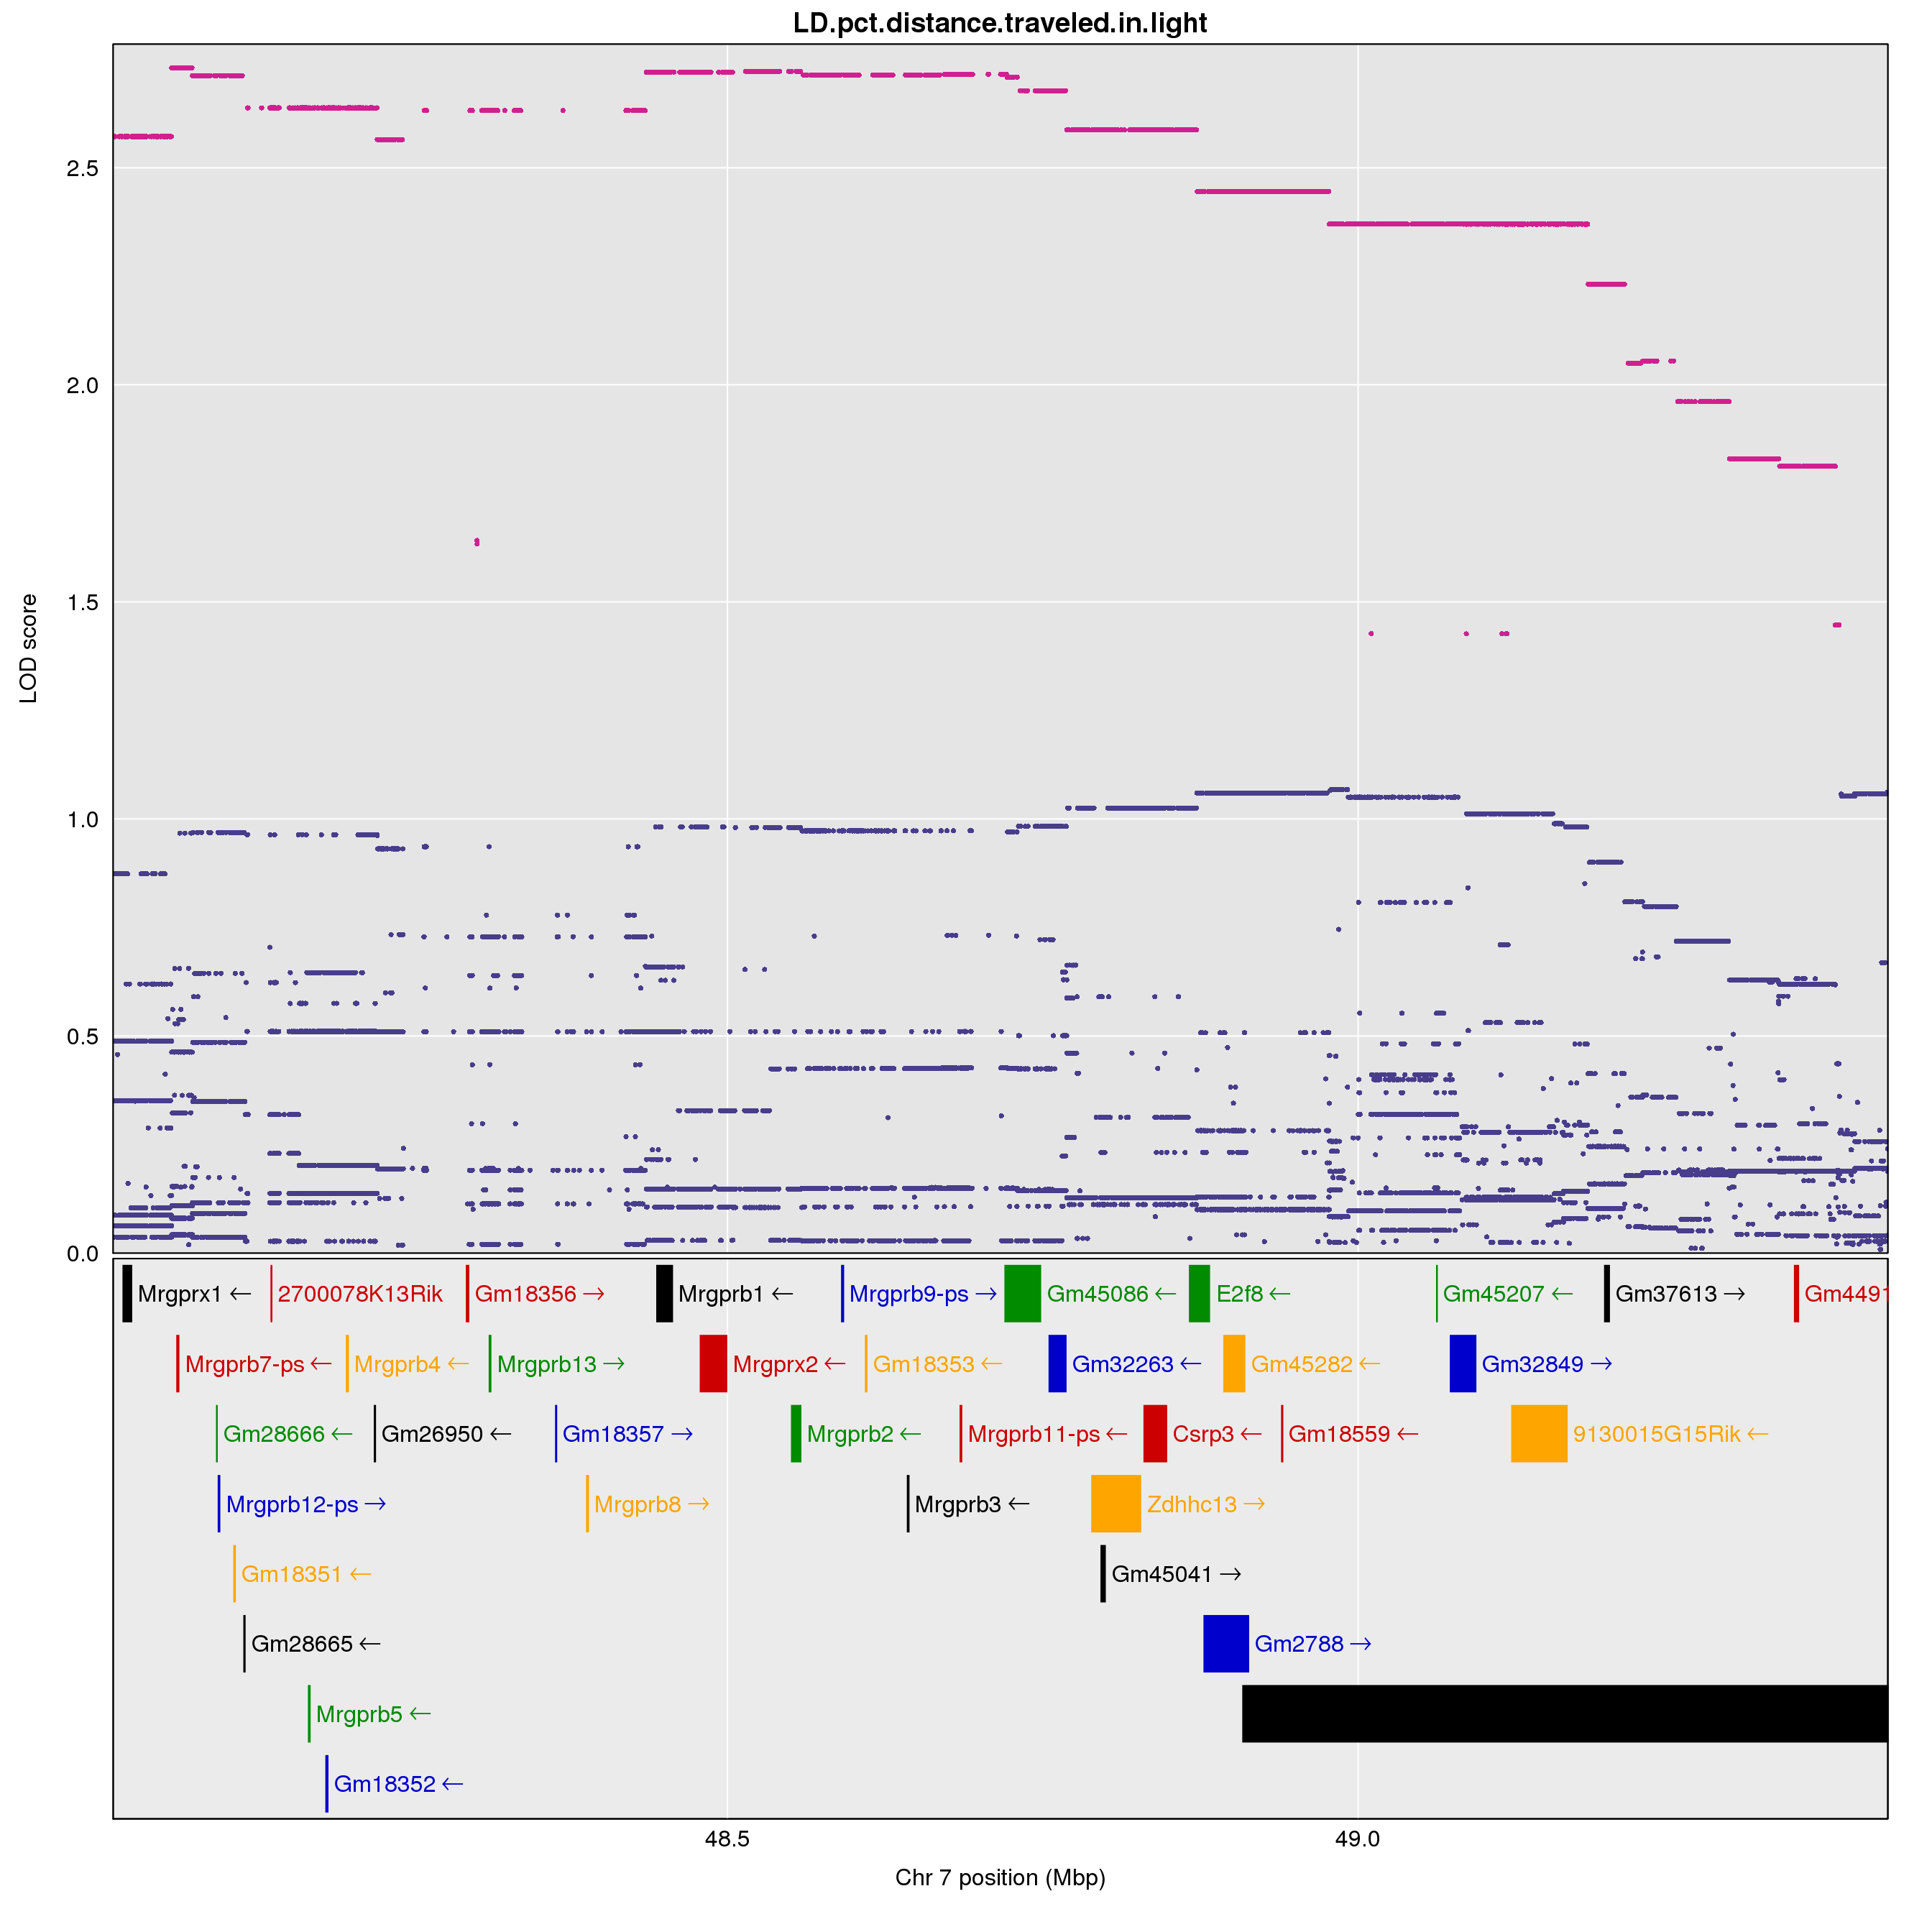 LD.pct.distance.traveled.in.light
2.5
2.0
1.5
1.0
0.5
0.0
LOD score
Mrgprx1 ← 2700078K13Rik Gm18356 → Mrgprb1 ← Mrgprb9-ps → Gm45086 ← E2f8 ← Gm45207 ← Gm37613 → Gm4491
Mrgprb7-ps ← Mrgprb4 ← Mrgprb13 → Mrgprx2 ← Gm18353 ← Gm32263 ← Gm45282 ← Gm32849 →
Gm28666 ← Gm26950 ← Gm18357 → Mrgprb2 ← Mrgprb11-ps ← Csrp3 ← Gm18559 ← 9130015G15Rik ←
Mrgprb12-ps → Mrgprb8 → Mrgprb3 ← Zdhhc13 →
Gm18351 ← Gm45041 →
Gm28665 ← Gm2788 →
Mrgprb5 ←
Gm18352 ←
48.5 49.0
Chr 7 position (Mbp)